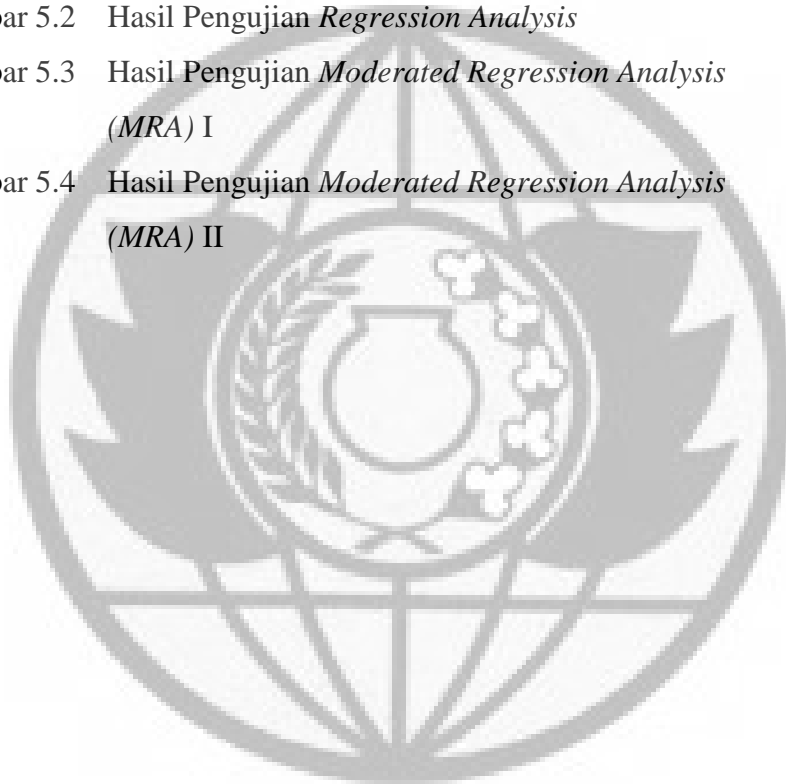 bar 5.2 Hasil Pengujian Regression Analysis
bar 5.3 Hasil Pengujian Moderated Regression Analysis
(MRA) I
bar 5.4 Hasil Pengujian Moderated Regression Analysis
(MRA) II